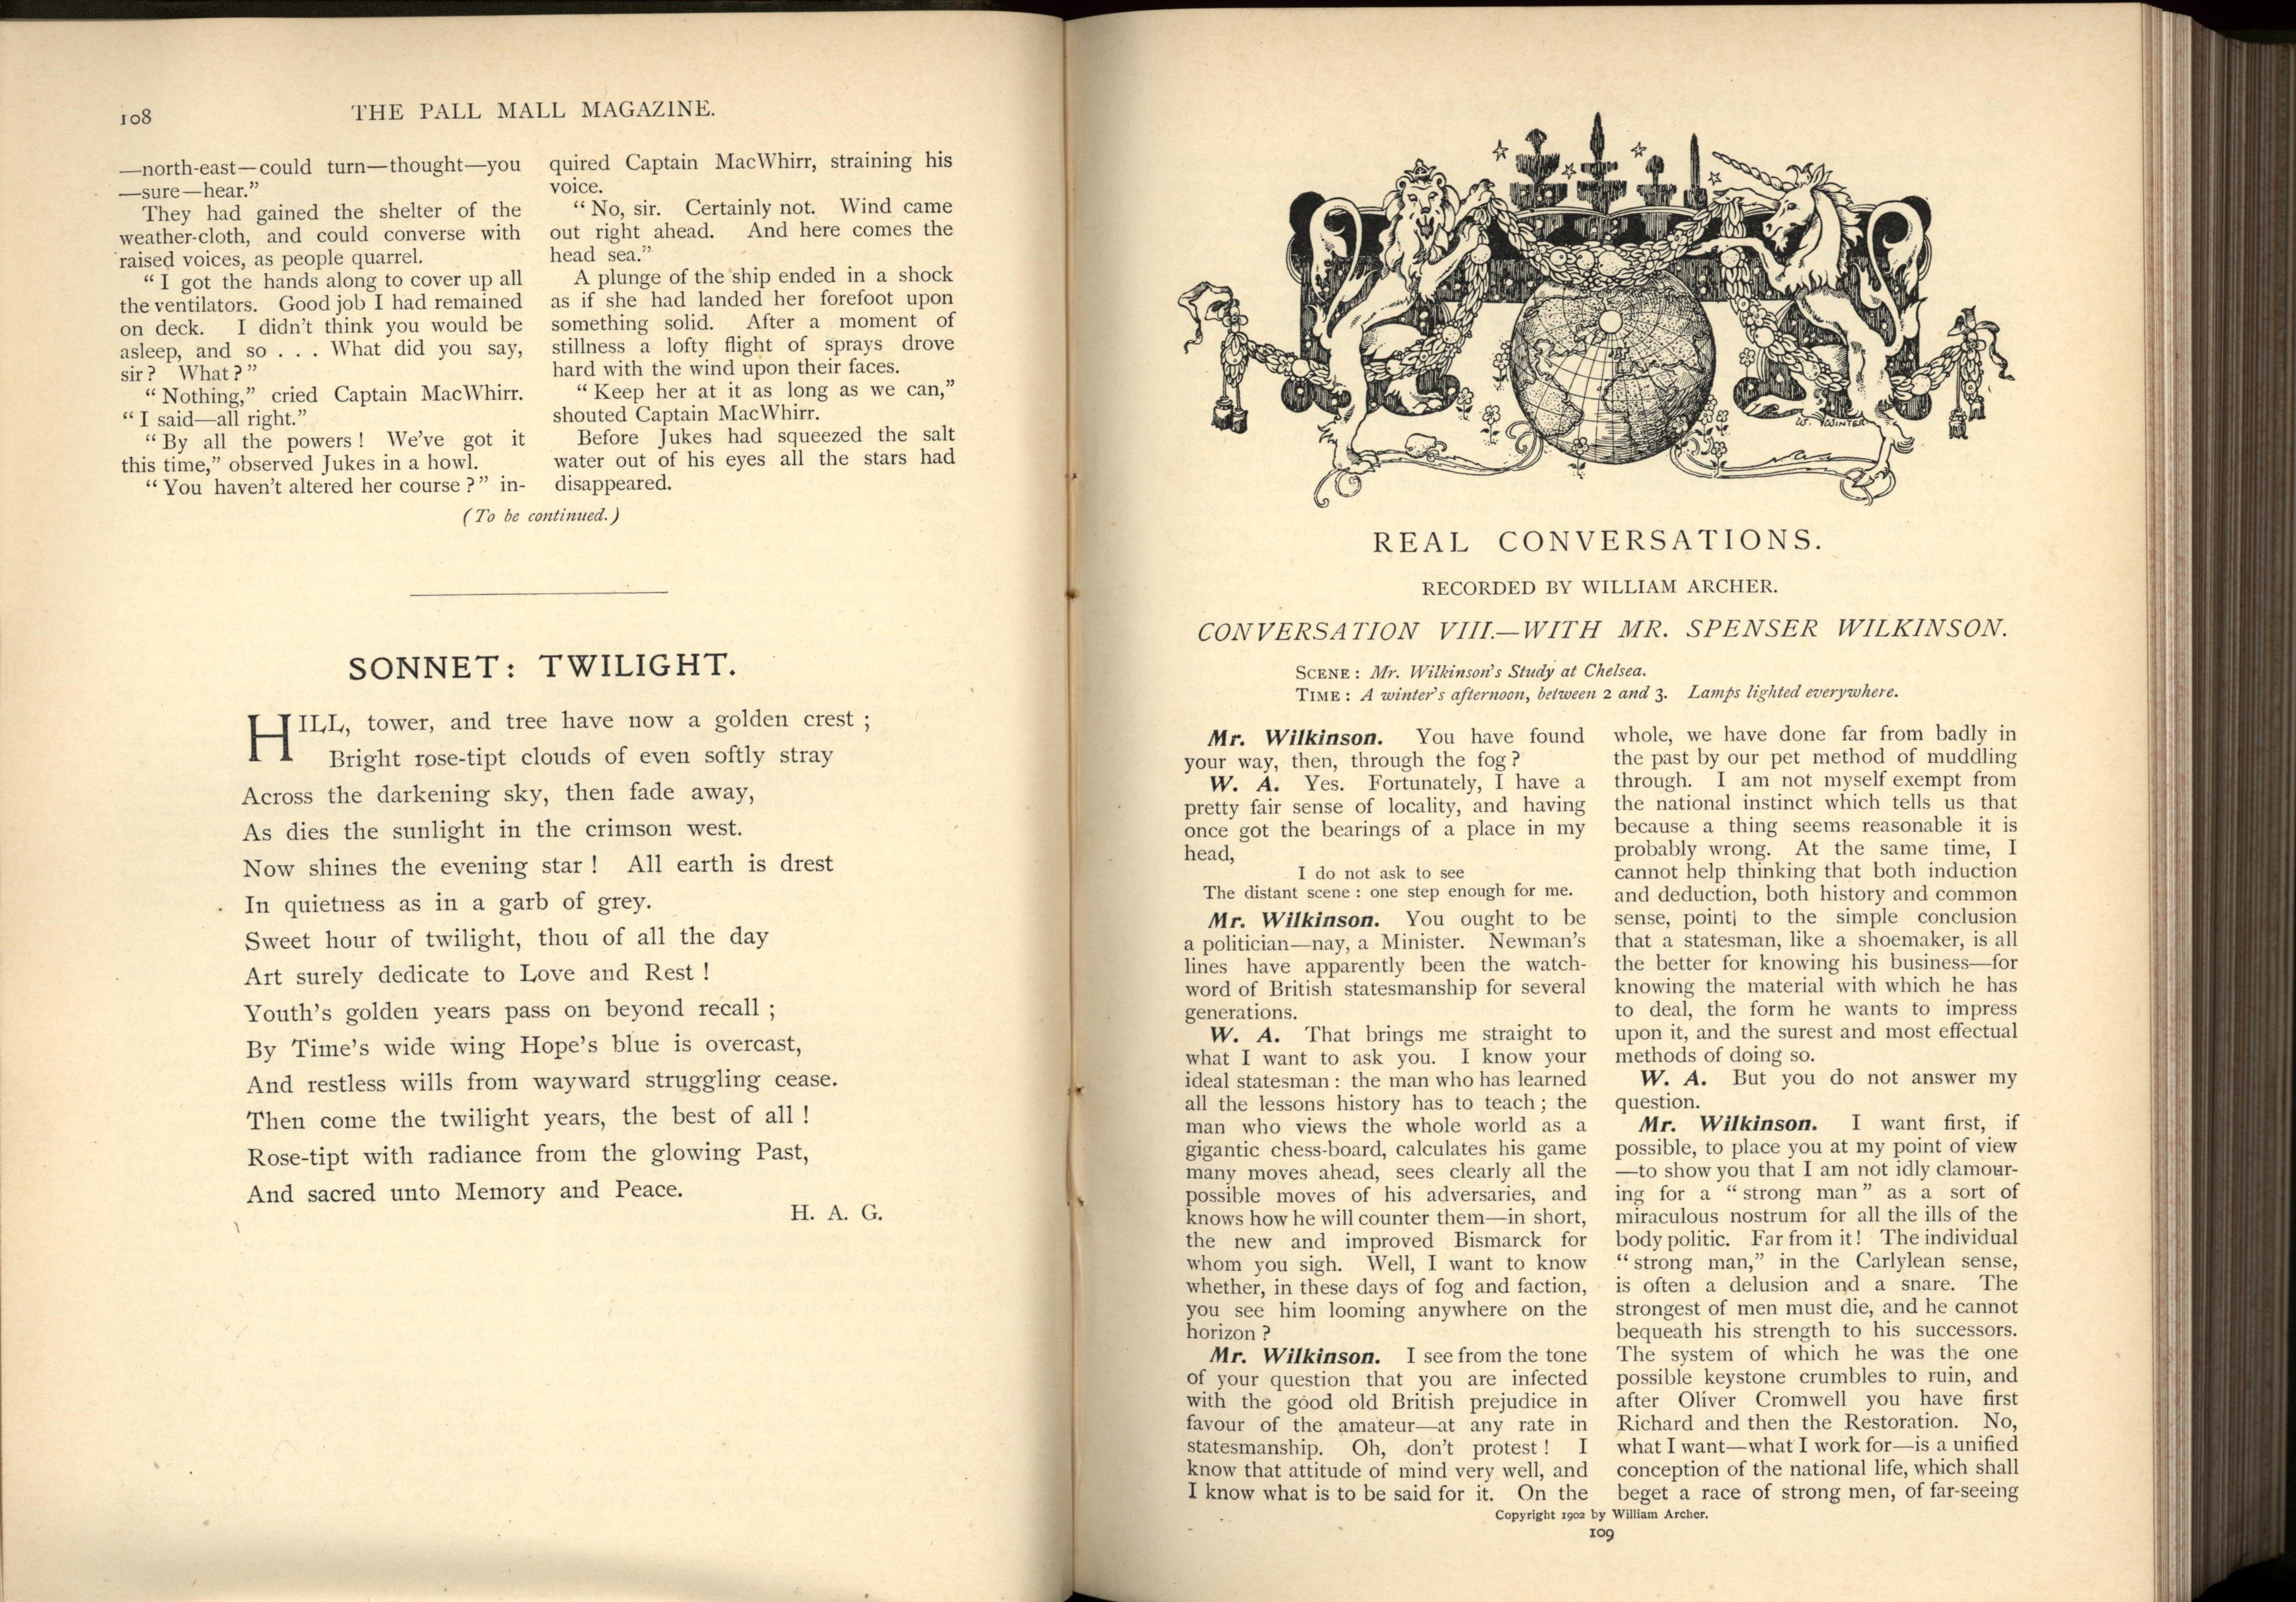 108
THE PALL MALL MAGAZINE.
—north-east—could turn—thought—you
—sure—hear.”
They had gained the shelter of the
weather-cloth, and could converse with
raised voices, as people quarrel.
“I got the hands along to cover up all
the ventilators. Good job I had remained
on deck. I didn't think you would be
asleep, and so . . . What did you say,
sir? What?”
“Nothing,” cried Captain MacWhirr.
“I said—all right.”
“By all the powers! We've got it
this time,” observed Jukes in a howl.
“You haven't altered her course?” in-
quired Captain MacWhirr, straining his
voice.
“No, sir. Certainly not. Wind came
out right ahead. And here comes the
head sea.”
A plunge of the ship ended in a shock
as if she had landed her forefoot upon
something solid. After a moment of
stillness a lofty flight of sprays drove
hard with the wind upon their faces.
“Keep her at it as long as we can,”
shouted Captain MacWhirr.
Before Jukes had squeezed the salt
water out of his eyes all the stars had
disappeared.
(To be continued.)
SONNET: TWILIGHT.
HILL, tower, and tree have now a golden crest;
Bright rose-tipt clouds of even softly stray
Across the darkening sky, then fade away,
As dies the sunlight in the crimson west.
Now shines the evening star! All earth is drest
In quietness as in a garb of grey.
Sweet hour of twilight, thou of all the day
Art surely dedicate to Love and Rest!
Youth's golden years pass on beyond recall;
By Time's wide wing Hope's blue is overcast,
And restless wills from wayward struggling cease.
Then come the twilight years, the best of all!
Rose-tipt with radiance from the glowing Past,
And sacred unto Memory and Peace.
H. A. G.
W. WINTER
REAL CONVERSATIONS.
RECORDED BY WILLIAM ARCHER.
CONVERSATION VIII.—WITH MR. SPENSER WILKINSON.
SCENE: Mr. Wilkinson's Study at Chelsea.
TIME: A winter's afternoon, between 2 and 3. Lamps lighted everywhere.
Mr. Wilkinson. You have found
your way, then, through the fog?
W. A. Yes. Fortunately, I have a
pretty fair sense of locality, and having
once got the bearings of a place in my
head,
I do not ask to see
The distant scene: one step enough for me.
Mr. Wilkinson. You ought to be
a politician—nay, a Minister. Newman's
lines have apparently been the watch-
word of British statesmanship for several
generations.
W. A. That brings me straight to
what I want to ask you. I know your
ideal statesman: the man who has learned
all the lessons history has to teach; the
man who views the whole world as a
gigantic chess-board, calculates his game
many moves ahead, sees clearly all the
possible moves of his adversaries, and
knows how he will counter them—in short,
the new and improved Bismarck for
whom you sigh. Well, I want to know
whether, in these days of fog and faction,
you see him looming anywhere on the
horizon?
Mr. Wilkinson. I see from the tone
of your question that you are infected
with the good old British prejudice in
favour of the amateur—at any rate in
statesmanship. Oh, don't protest! I
know that attitude of mind very well, and
I know what is to be said for it. On the
whole, we have done far from badly in
the past by our pet method of muddling
through. I am not myself exempt from
the national instinct which tells us that
because a thing seems reasonable it is
probably wrong. At the same time, I
cannot help thinking that both induction
and deduction, both history and common
sense, point to the simple conclusion
that a statesman, like a shoemaker, is all
the better for knowing his business—for
knowing the material with which he has
to deal, the form he wants to impress
upon it, and the surest and most effectual
methods of doing so.
W. A. But you do not answer my
question.
Mr. Wilkinson. I want first, if
possible, to place you at my point of view
—to show you that I am not idly clamour-
ing for a “strong man” as a sort of
miraculous nostrum for all the ills of the
body politic. Far from it! The individual
“strong man,” in the Carlylean sense,
is often a delusion and a snare. The
strongest of men must die, and he cannot
bequeath his strength to his successors.
The system of which he was the one
possible keystone crumbles to ruin, and
after Oliver Cromwell you have first
Richard and then the Restoration. No,
what I want—what I work for—is a unified
conception of the national life, which shall
beget a race of strong men, of far-seeing
Copyright 1902 by William Archer.
109